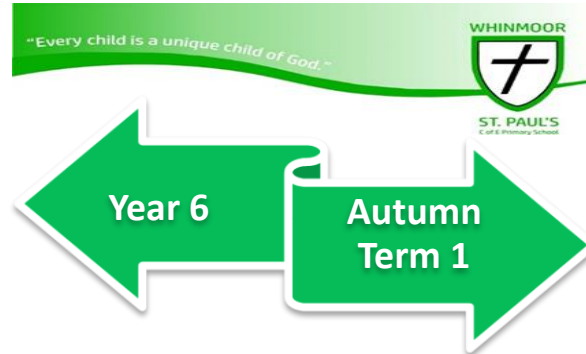 "Every child is a unique child of God."
WHINMOOR
ST. PAUL'S
C of E Primary School
Year 6
Autumn
Term 1